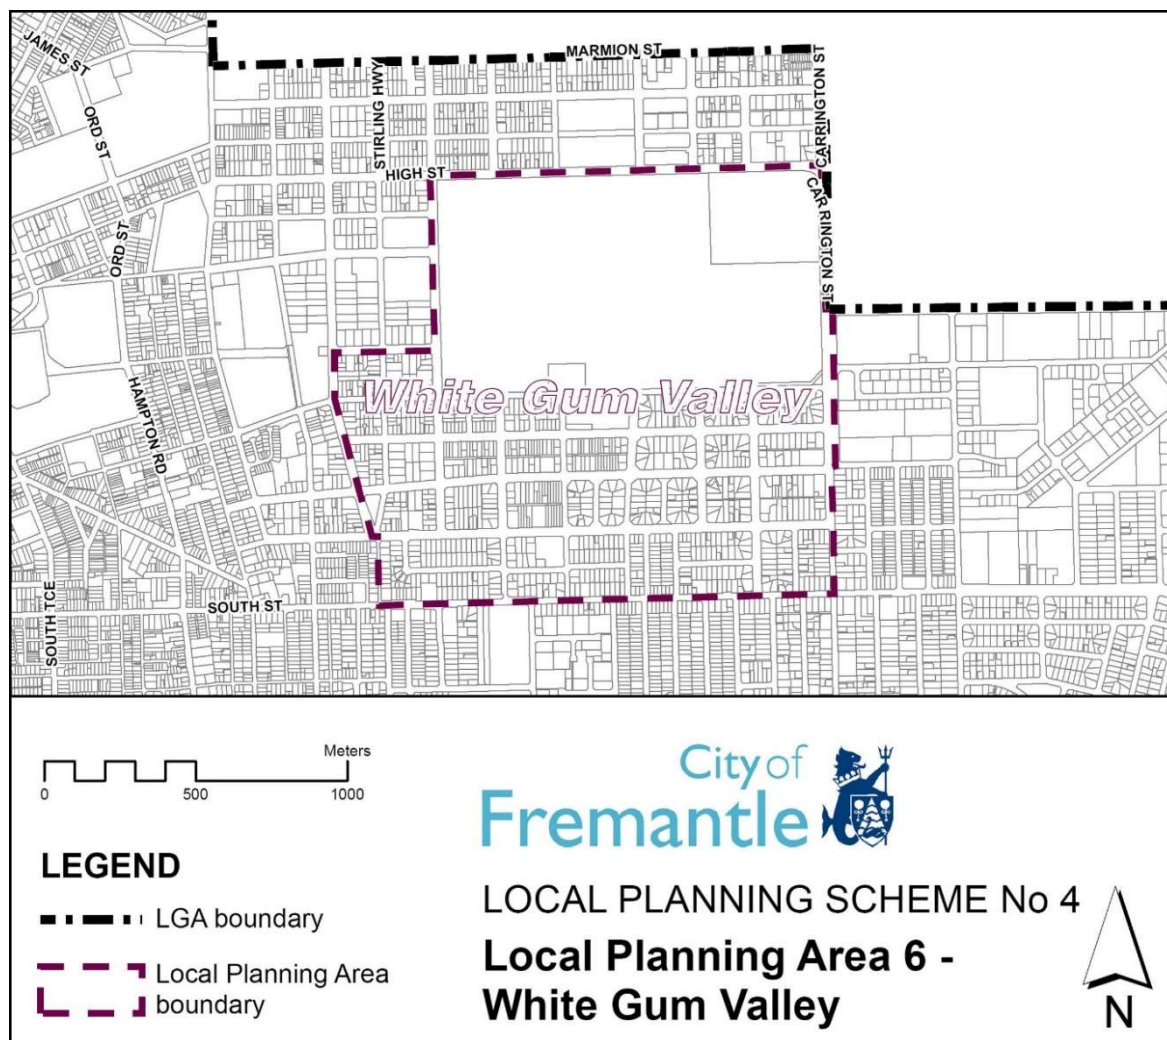 MARMION ST
JAMES ST
ORD ST
STIRLING HWY
CARRINGTON ST
HIGH ST
CAR RINGTON ST
ORD ST
HAMPTON RD
White Gum Valley
SOUTH ST
SOUTH TCE
Meters
0 500 1000
City of
Fremantle
LEGEND
LGA boundary
Local Planning Area
boundary
LOCAL PLANNING SCHEME No 4
Local Planning Area 6 -
White Gum Valley
N